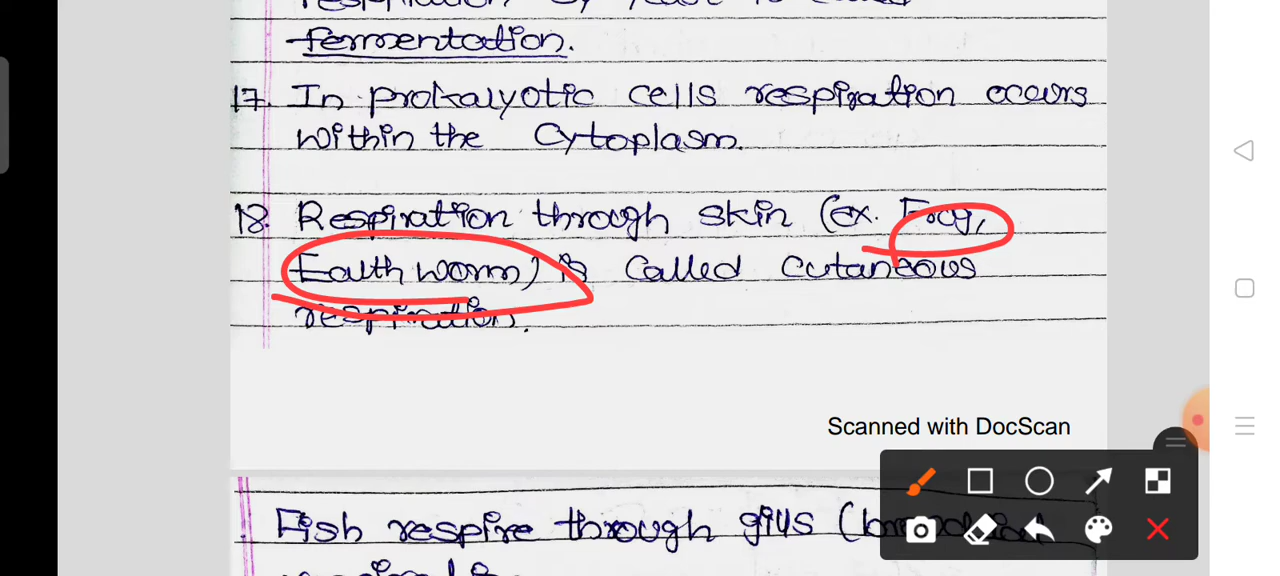 fermentation.
17. In prokalyotic cells respiration occurs
within the Cytoplasm.
18. Respiration through skin (ex. Frog,
Earthworm) is called cutaneous
respiration.
Scanned with DocScan
Fish respire through gills